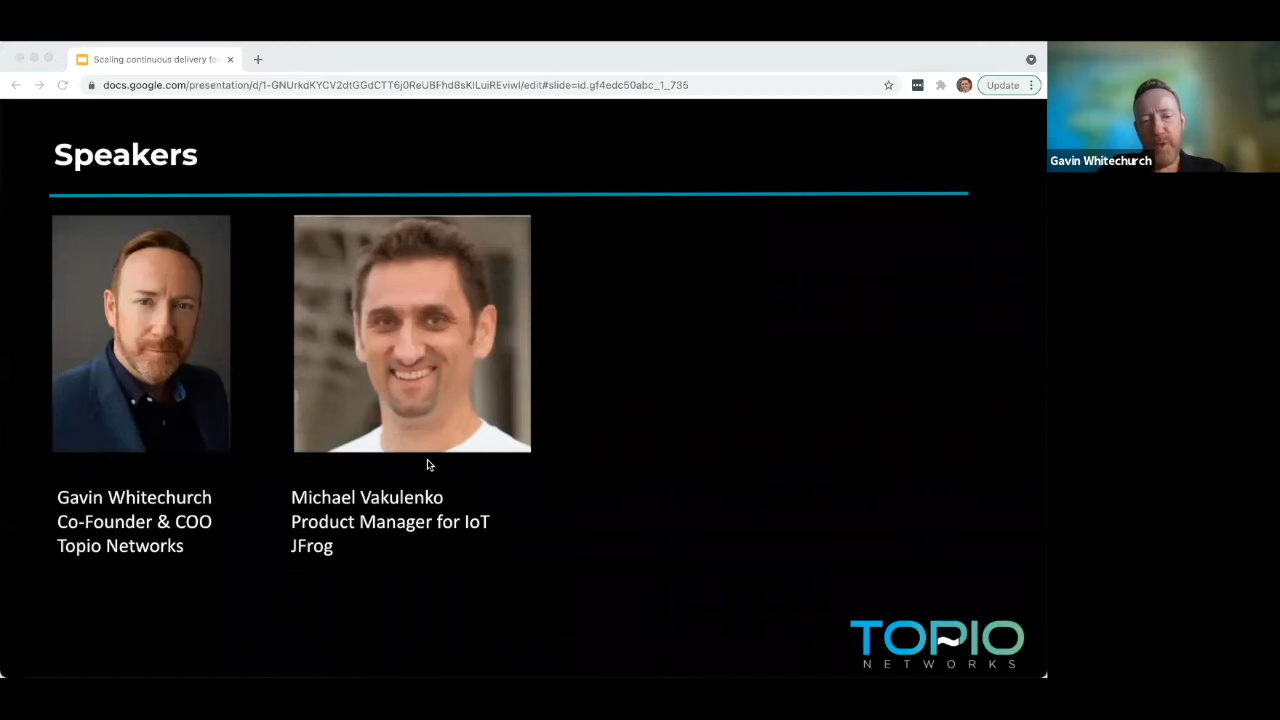 Scaling continuous delivery fo
docs.google.com/presentation/d/1-GNUrkdKYCV2dtGGdCTT6j0ReUBFhd8sKlLuiREviwI/edit#slide=id.gf4edc50abc_1_735
Update
Speakers
Gavin Whitechurch
Gavin Whitechurch
Co-Founder & COO
Topio Networks
Michael Vakulenko
Product Manager for IoT
JFrog
TOPIO
NETWORKS